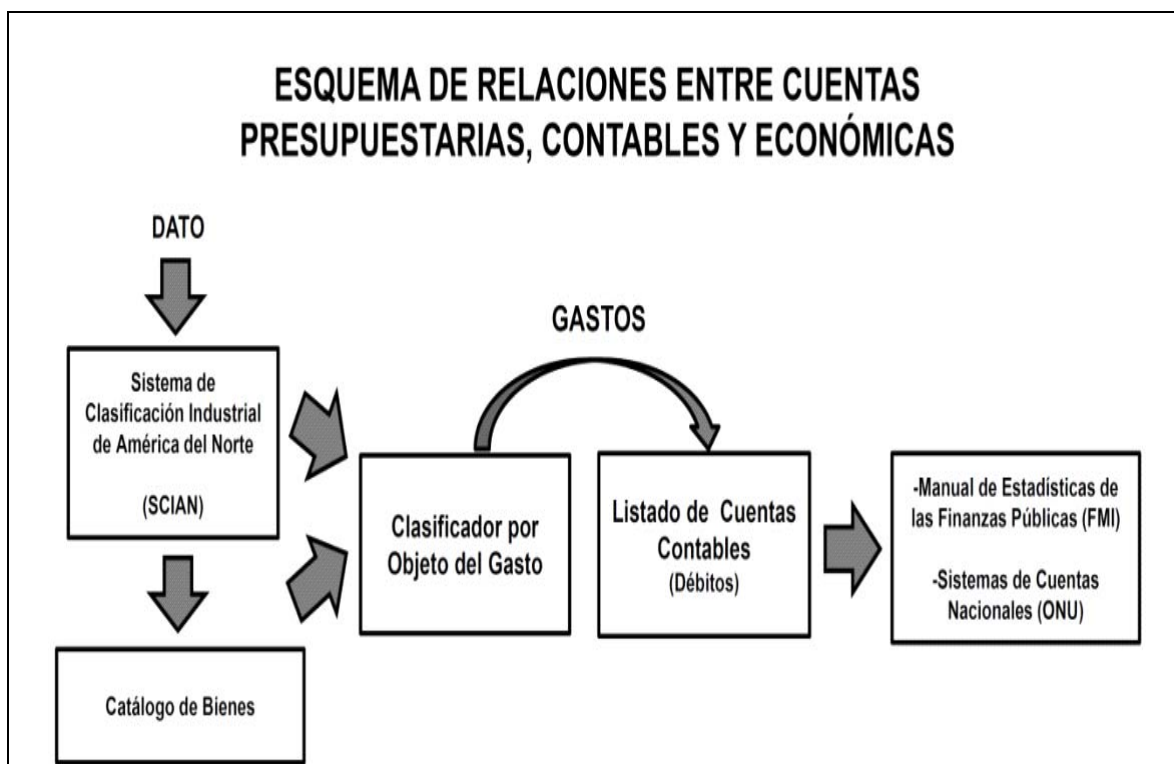 ESQUEMA DE RELACIONES ENTRE CUENTAS
PRESUPUESTARIAS, CONTABLES Y ECONÓMICAS
DATO
GASTOS
Sistema de
Clasificación Industrial
de América del Norte
(SCIAN)
Clasificador por
Objeto del Gasto
Listado de Cuentas
Contables
(Débitos)
-Manual de Estadísticas de
las Finanzas Públicas (FMI)
-Sistemas de Cuentas
Nacionales (ONU)
Catálogo de Bienes